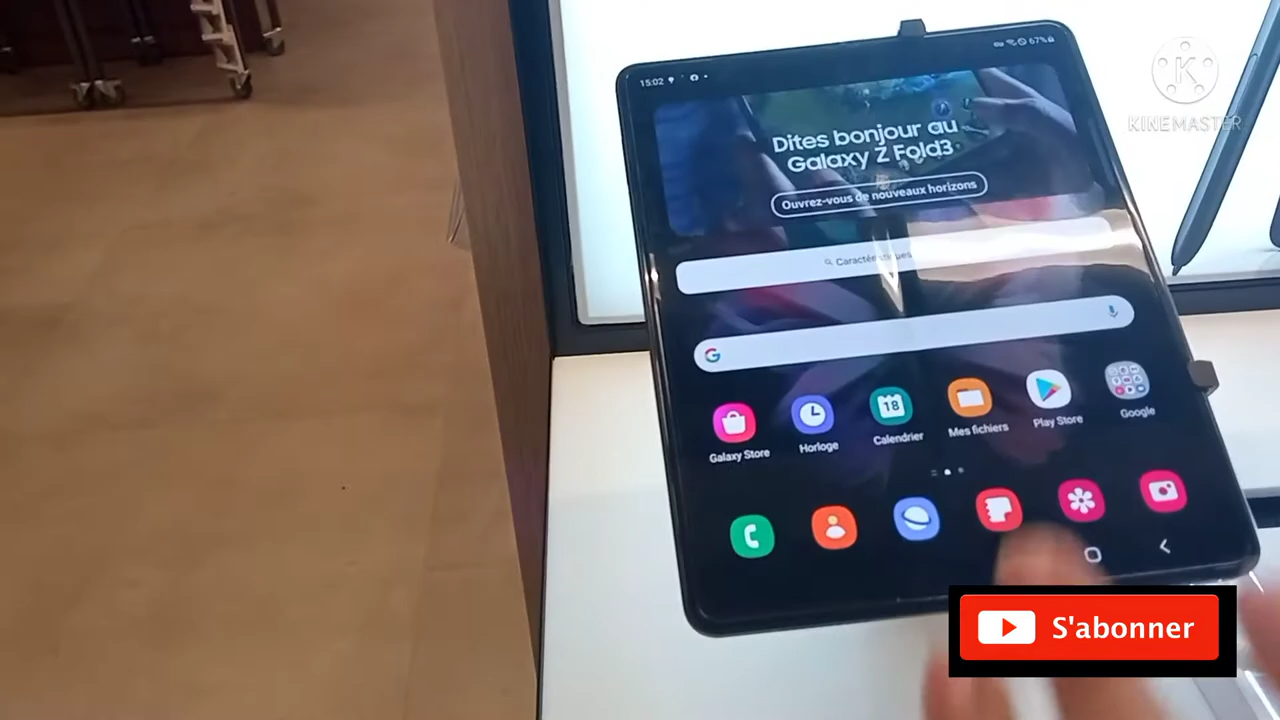 15:02
67%
KINEMASTER
Dites bonjour au
Galaxy Z Fold3
Ouvrez-vous de nouveaux horizons
Caractéristiques
Galaxy Store
Horloge
18
Calendrier
Mes fichiers
Play Store
Google
S'abonner